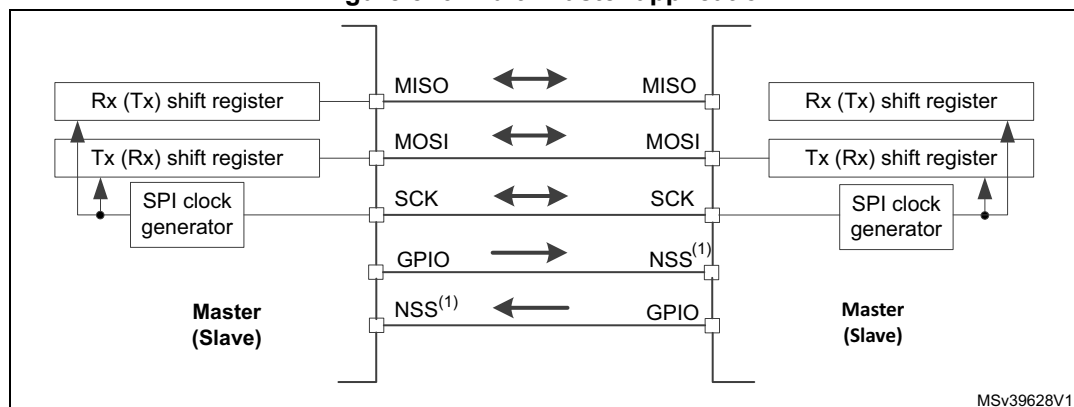 MISO MISO
Rx (Tx) shift register Rx (Tx) shift register
MOSI MOSI
Tx (Rx) shift register Tx (Rx) shift register
SCK SCK
SPI clock generator SPI clock generator
GPIO NSS(1)
NSS(1) GPIO
Master Master
(Slave) (Slave)
MSv39628V1